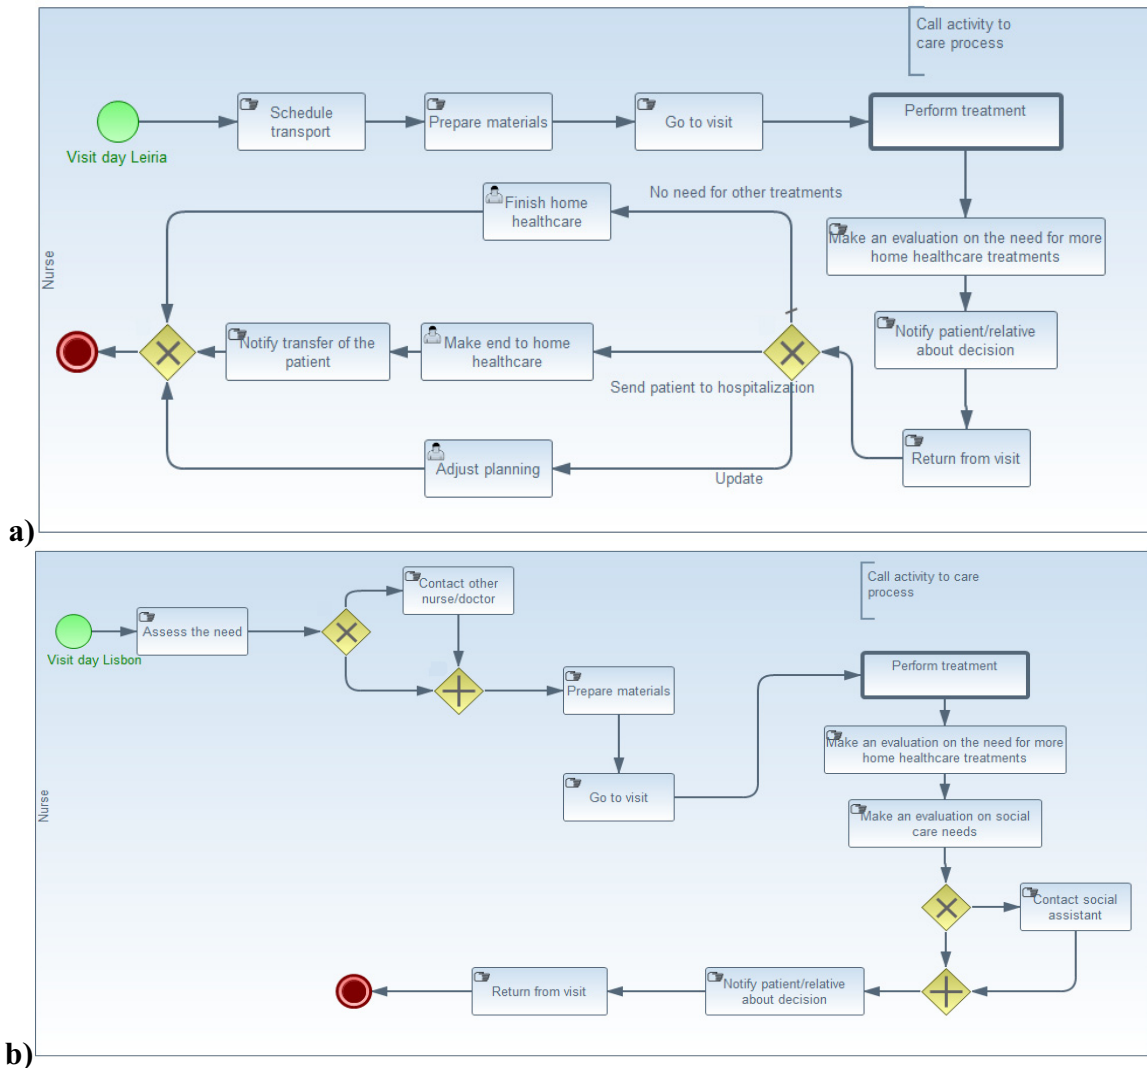 Call activity to
care process
Schedule
transport
Prepare materials
Go to visit
Perform treatment
Visit day Leiria
No need for other treatments
Finish home
healthcare
Make an evaluation on the need for more
home healthcare treatments
Nurse
Notify transfer of the
patient
Make end to home
healthcare
Notify patient/relative
about decision
Send patient to hospitalization
Adjust planning
Update
Return from visit
a)
Call activity to care
process
Contact other
nurse/doctor
Assess the need
Visit day Lisbon
Perform treatment
Prepare materials
Make an evaluation on the need for more
home healthcare treatments
Go to visit
Nurse
Make an evaluation on social
care needs
Contact social
assistant
Return from visit
Notify patient/relative
about decision
b)